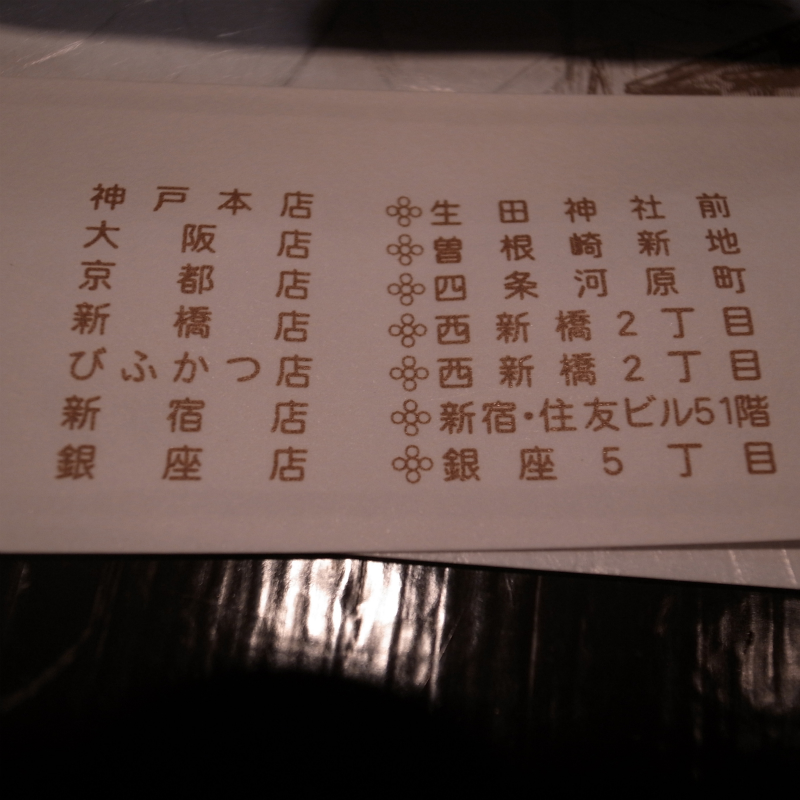 神戸本店 生田神社前
大阪店 曽根崎新地
京都店 四条河原町
新橋店 西新橋2丁目
びふかつ店 西新橋2丁目
新宿店 新宿・住友ビル51階
銀座店 銀座5丁目